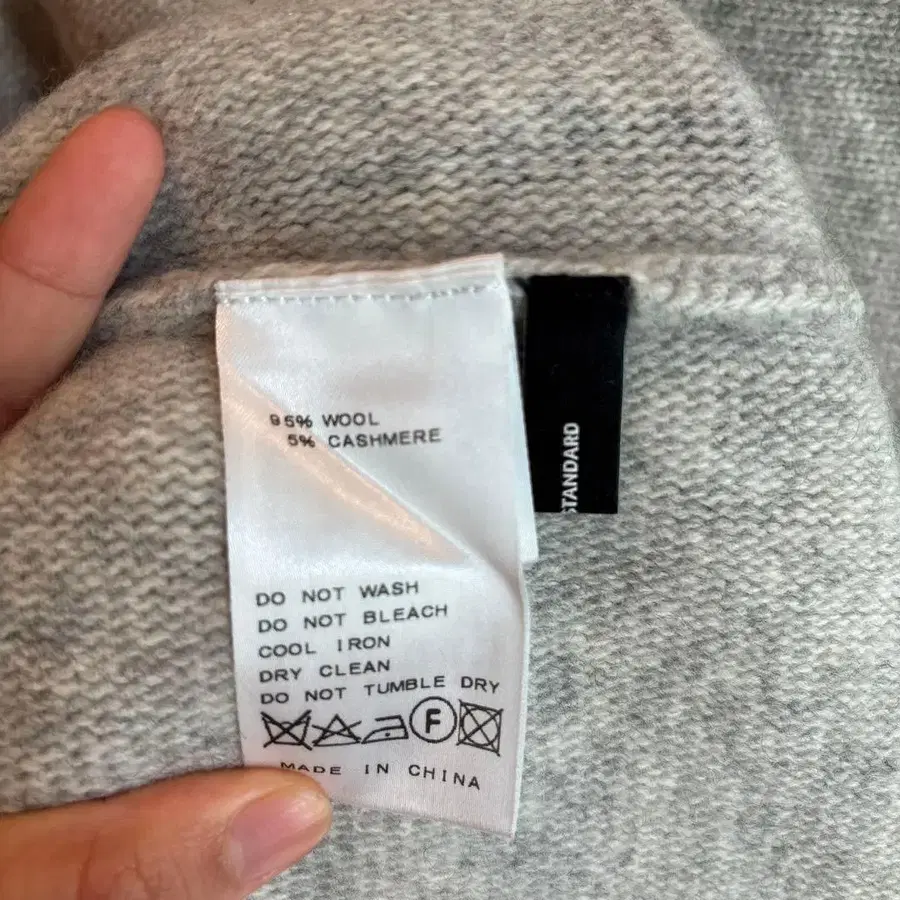 95% WOOL
5% CASHMERE
STANDARD
DO NOT WASH
DO NOT BLEACH
COOL IRON
DRY CLEAN
DO NOT TUMBLE DRY
F
MADE IN CHINA